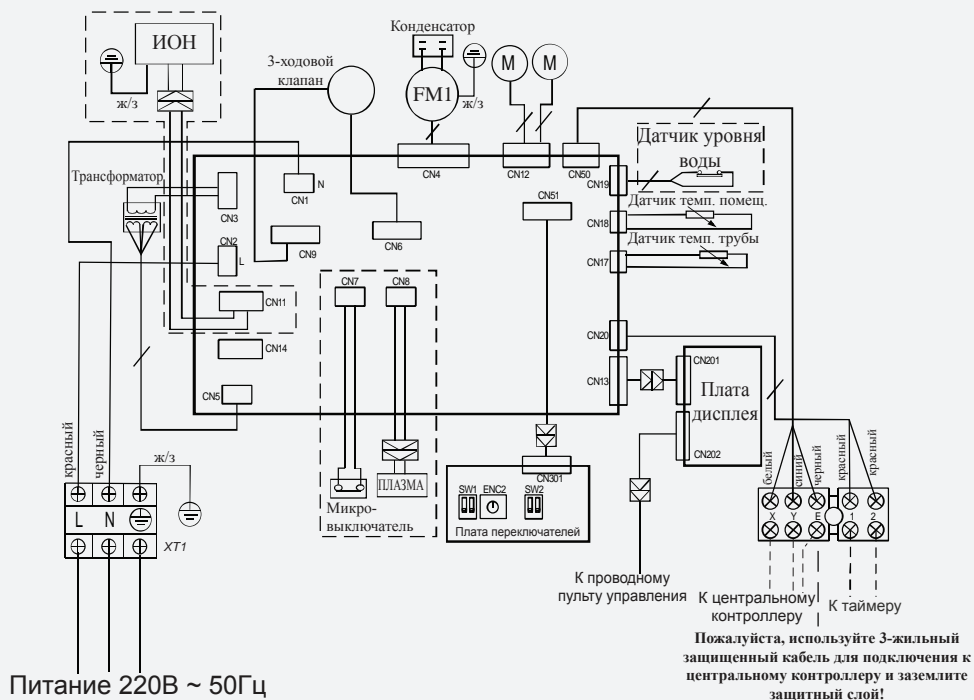 ИОН
ж/з
3-ходовой
клапан
Конденсатор
FM1
ж/з
M
M
CN4
CN12
CN50
Датчик уровня
воды
CN19
Датчик темп. помещ.
CN18
Датчик темп. трубы
CN17
Трансформатор
CN3
CN1
N
CN51
CN2
L
CN9
CN6
CN7
CN8
CN11
CN14
CN5
CN20
CN13
CN201
Плата
дисплея
CN202
красный
черный
ж/з
L
N
XT1
ПЛАЗМА
Микро-
выключатель
CN301
SW1
ENC2
SW2
Плата переключателей
белый
синий
черный
красный
красный
X
Y
E
1
2
К проводному
пульту управления
К центральному
контроллеру
К таймеру
Пожалуйста, используйте 3-жильный
защищенный кабель для подключения к
центральному контроллеру и заземлите
защитный слой!
Питание 220В ~ 50Гц